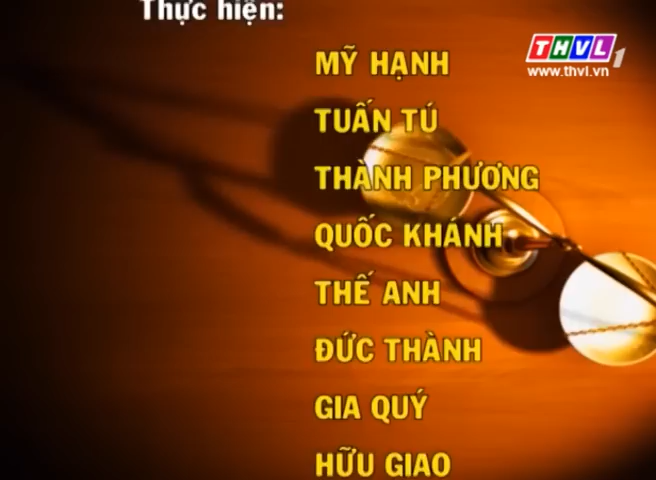 Thực hiện:
THVL1
www.thvl.vn
MỸ HẠNH
TUẤN TÚ
THÀNH PHƯƠNG
QUỐC KHÁNH
THẾ ANH
ĐỨC THÀNH
GIA QUÝ
HỮU GIAO